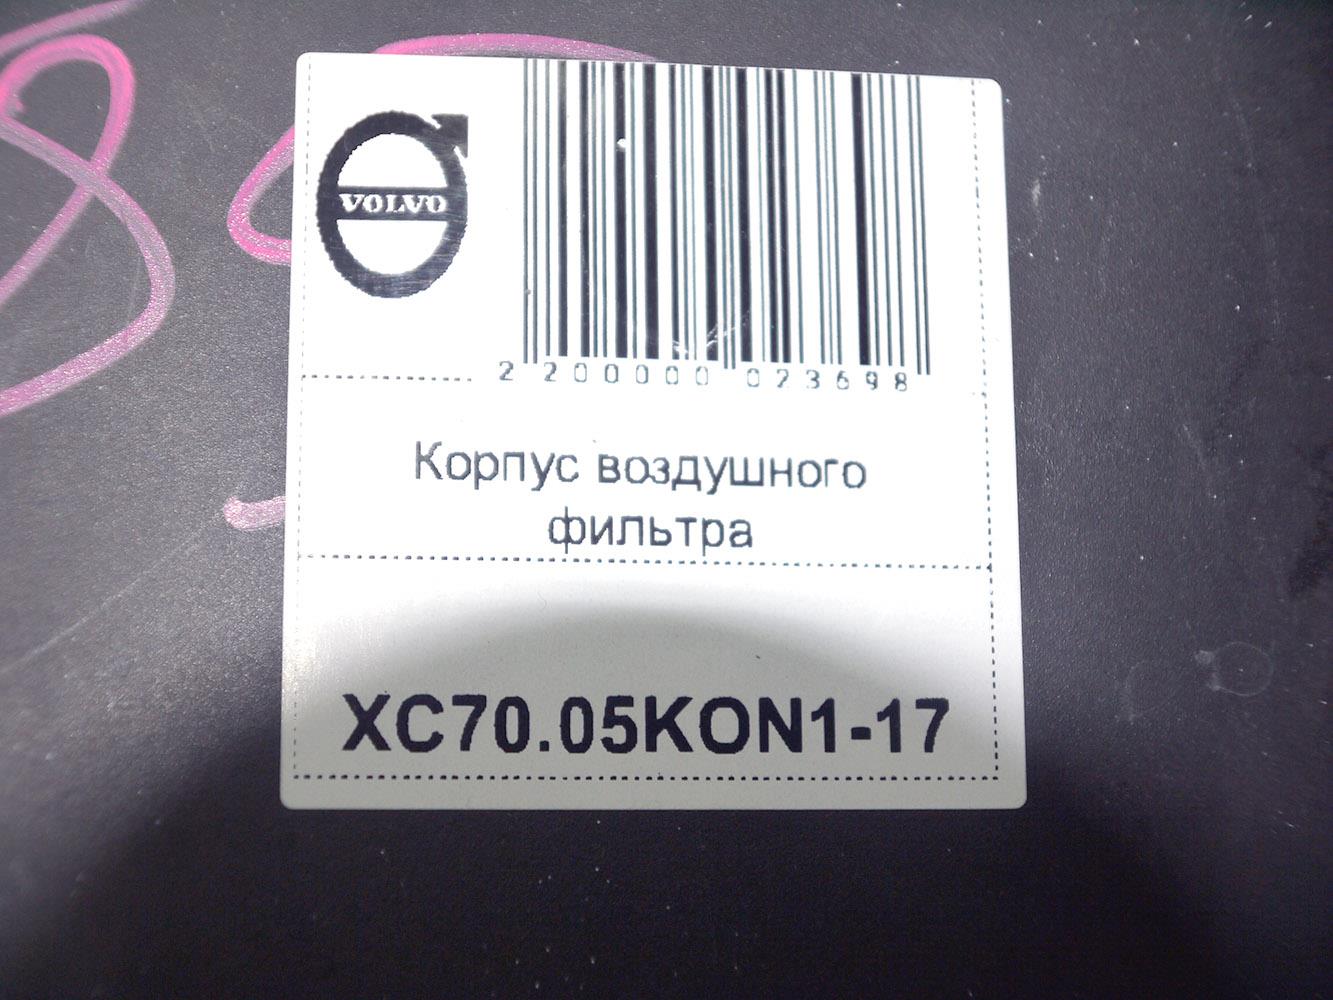 VOLVO
2 200000 023698
Корпус воздушного
фильтра
XC70.05KON1-17